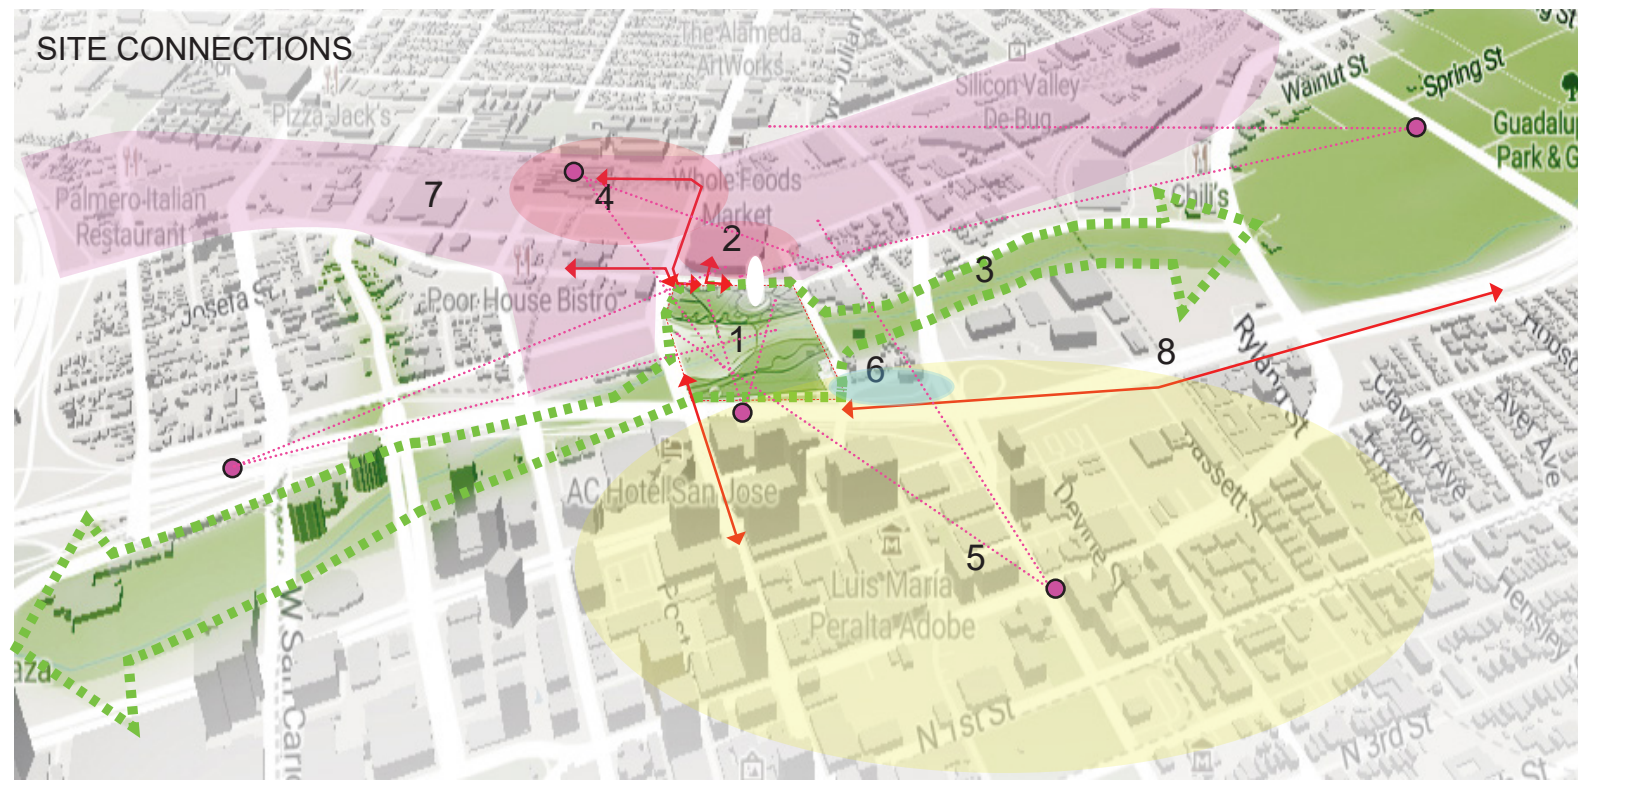 SITE CONNECTIONS
The Alameda
ArtWorks
Pizza Jack's
Silicon Valley
De Bug
Walnut St
Spring St
Guadalu
Park & G
Palmero Italian
Restaurant
7
4
Whole Foods
Market
2
Chili's
3
Josefa St
Poor House Bistro
1
6
8
Ryland St
AC Hotel San Jose
Bassett St
Devine St
5
Luis Maria
Peralta Adobe
W San Carlo
aza
N 1st St
N 3rd St
Clayton Ave
Fox Ave
Hensley
St